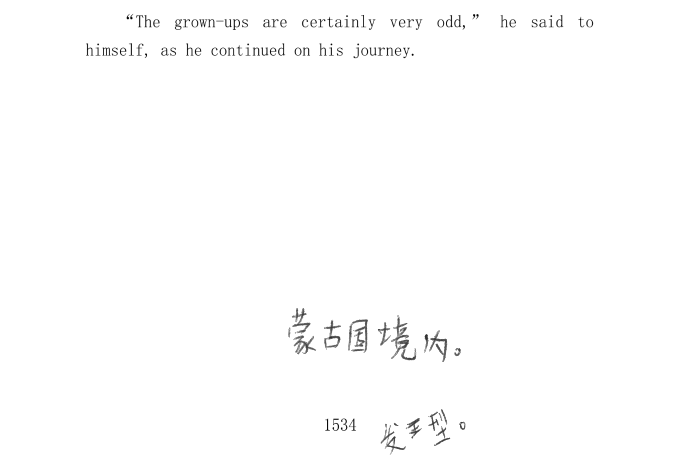 “The grown-ups are certainly very odd,” he said to
himself, as he continued on his journey.
蒙古国境内。
1534 发型。